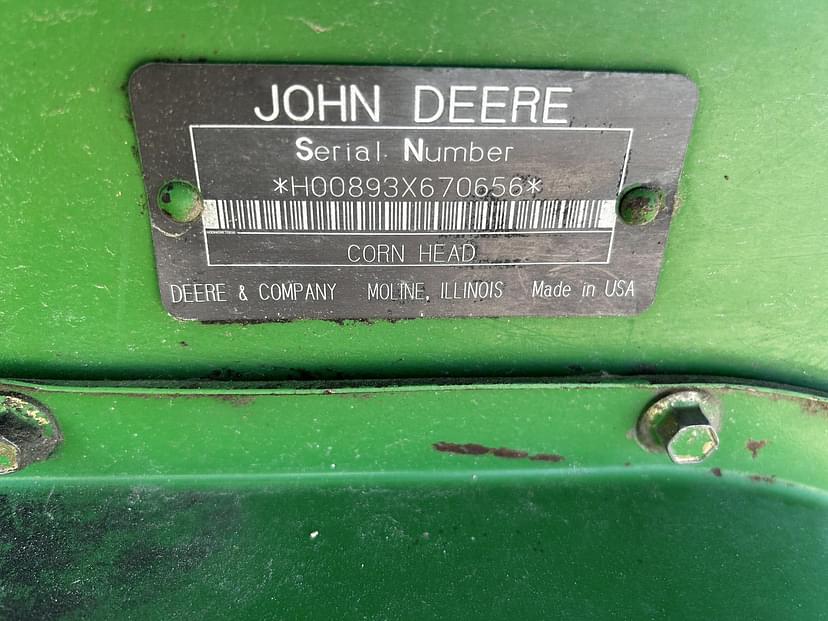 JOHN DEERE
Serial Number
*H00893X670656*
CORN HEAD
DEERE & COMPANY MOLINE, ILLINOIS Made in USA